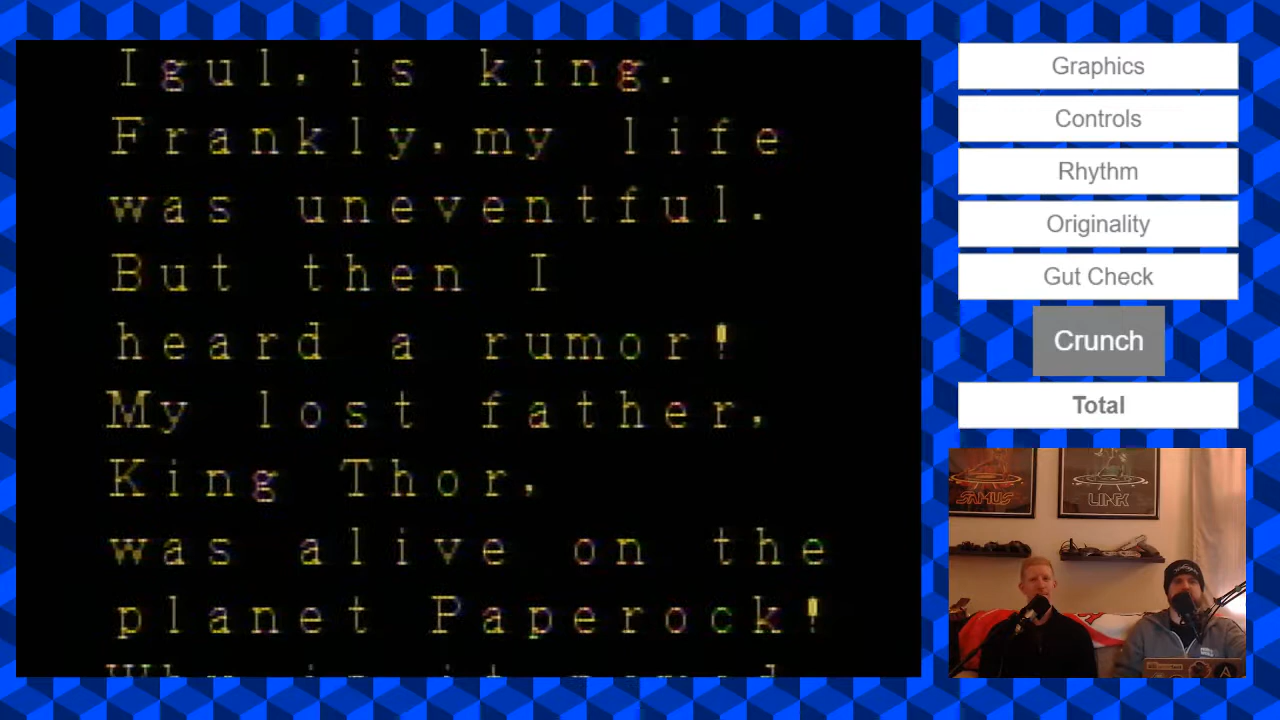 Igul, is king.
Frankly, my life
was uneventful.
But then I
heard a rumor!
My lost father,
King Thor,
was alive on the
planet Paperock!
Graphics
Controls
Rhythm
Originality
Gut Check
Crunch
Total
SAMUS
LINK